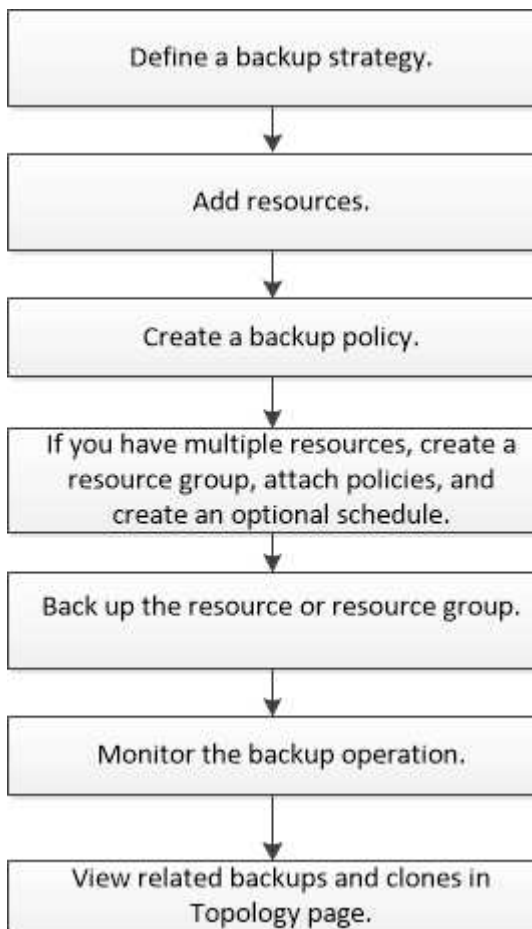 Define a backup strategy.
Add resources.
Create a backup policy.
If you have multiple resources, create a
resource group, attach policies, and
create an optional schedule.
Back up the resource or resource group.
Monitor the backup operation.
View related backups and clones in
Topology page.